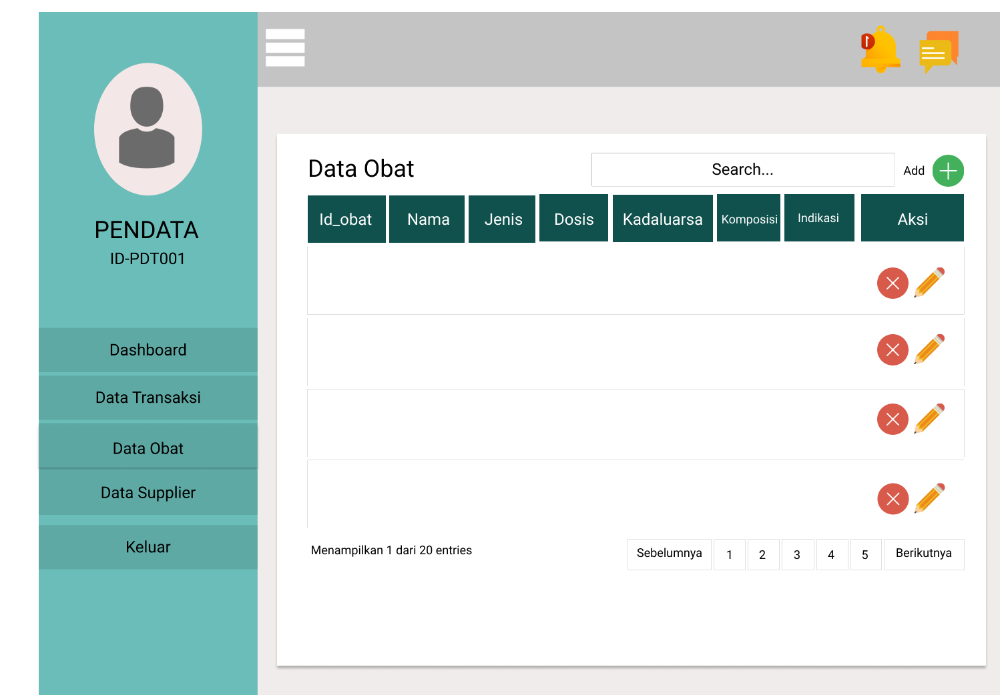 1
PENDATA
ID-PDT001
Dashboard
Data Transaksi
Data Obat
Data Supplier
Keluar
Data Obat
Search...
Add
Id_obat Nama Jenis Dosis Kadaluarsa Komposisi Indikasi Aksi
Menampilkan 1 dari 20 entries
Sebelumnya 1 2 3 4 5 Berikutnya